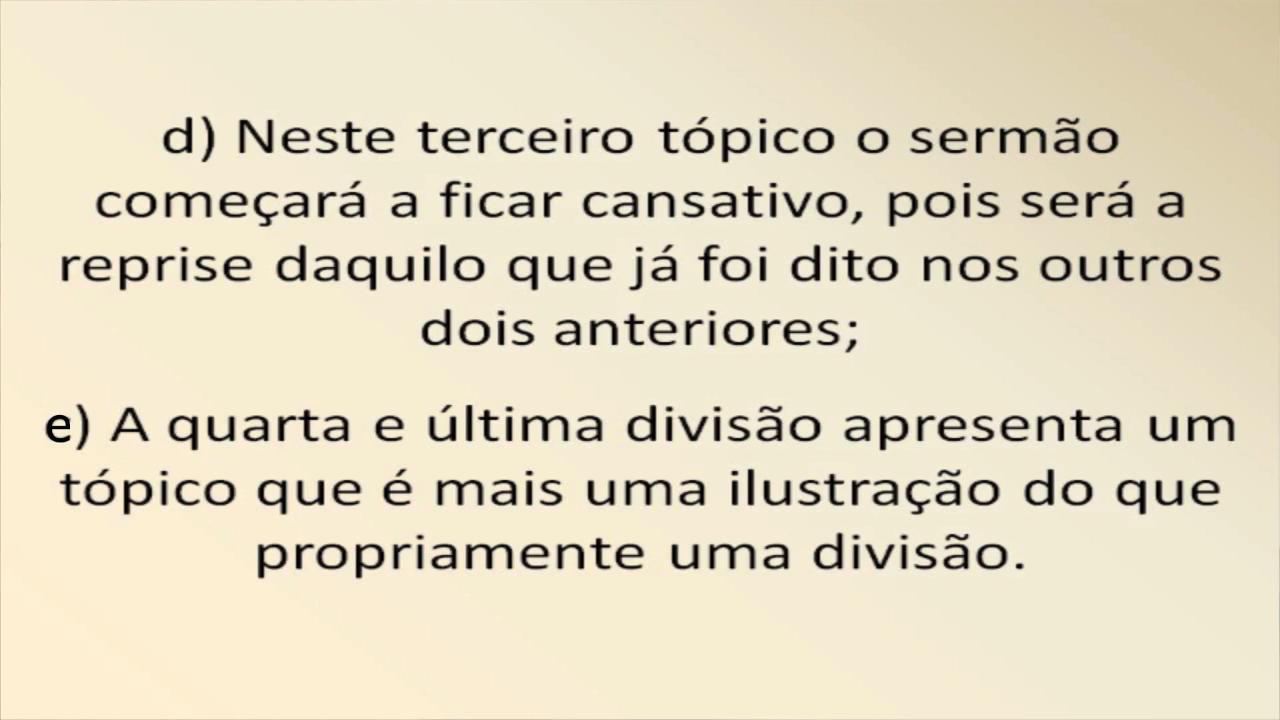 d) Neste terceiro tópico o sermão
começará a ficar cansativo, pois será a
reprise daquilo que já foi dito nos outros
dois anteriores;
e) A quarta e última divisão apresenta um
tópico que é mais uma ilustração do que
propriamente uma divisão.